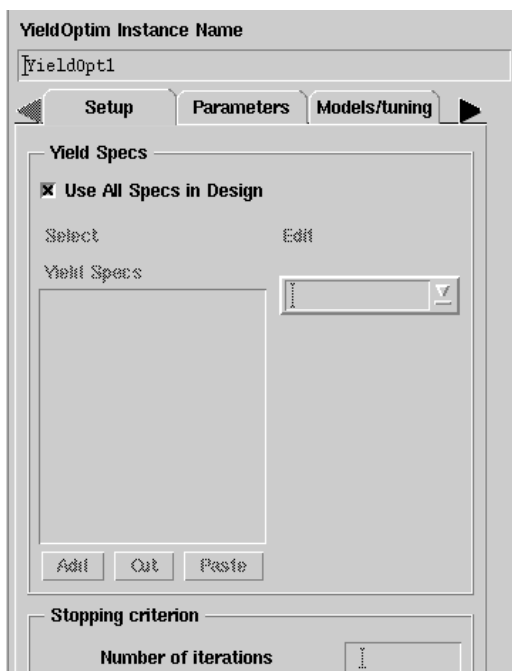 YieldOptim Instance Name
YieldOpt1
Setup Parameters Models/tuning
Yield Specs
Use All Specs in Design
Select Edit
Yield Specs
Add Cut Paste
Stopping criterion
Number of iterations